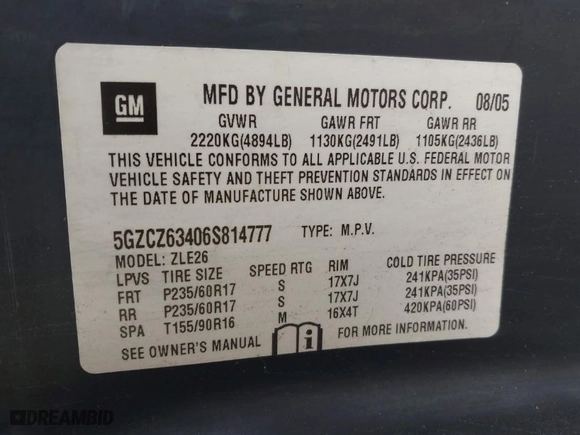 GM
MFD BY GENERAL MOTORS CORP. 08/05
GVWR GAWR FRT GAWR RR
2220KG(4894LB) 1130KG(2491LB) 1105KG(2436LB)
THIS VEHICLE CONFORMS TO ALL APPLICABLE U.S. FEDERAL MOTOR
VEHICLE SAFETY AND THEFT PREVENTION STANDARDS IN EFFECT ON
THE DATE OF MANUFACTURE SHOWN ABOVE.
5GZCZ63406S814777 TYPE: M.P.V.
MODEL: ZLE26
LPVS TIRE SIZE SPEED RTG RIM COLD TIRE PRESSURE
FRT P235/60R17 S 17X7J 241KPA(35PSI)
RR P235/60R17 S 17X7J 241KPA(35PSI)
SPA T155/90R16 M 16X4T 420KPA(60PSI)
SEE OWNER'S MANUAL i FOR MORE INFORMATION
DREAMBID